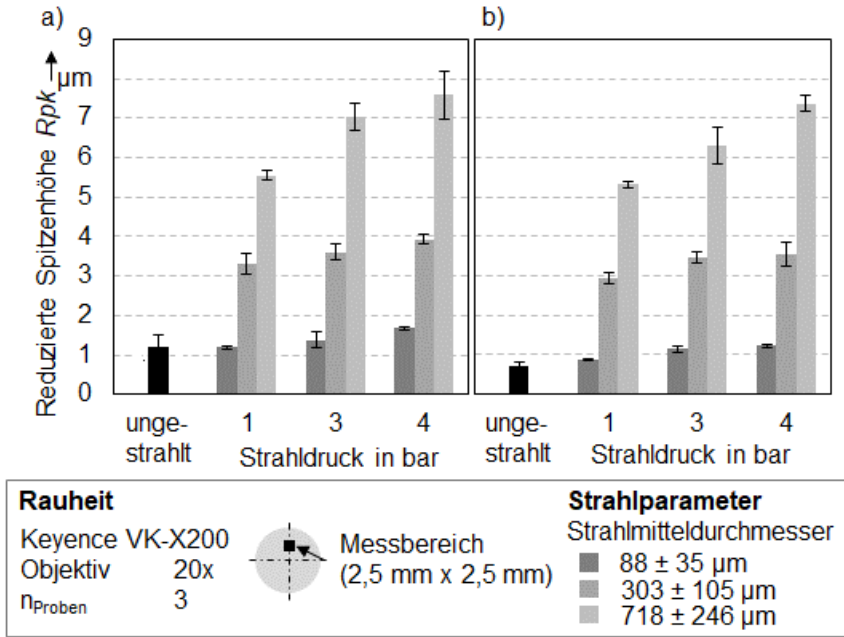 a)
b)
Reduzierte Spitzenhöhe Rpk
9
µm
7
6
5
4
3
2
1
0
unge-
strahlt
1
3
4
Strahldruck in bar
unge-
strahlt
1
3
4
Strahldruck in bar
Rauheit
Keyence VK-X200
Objektiv 20x
nProben 3
Messbereich
(2,5 mm x 2,5 mm)
Strahlparameter
Strahlmitteldurchmesser
88 ± 35 µm
303 ± 105 µm
718 ± 246 µm